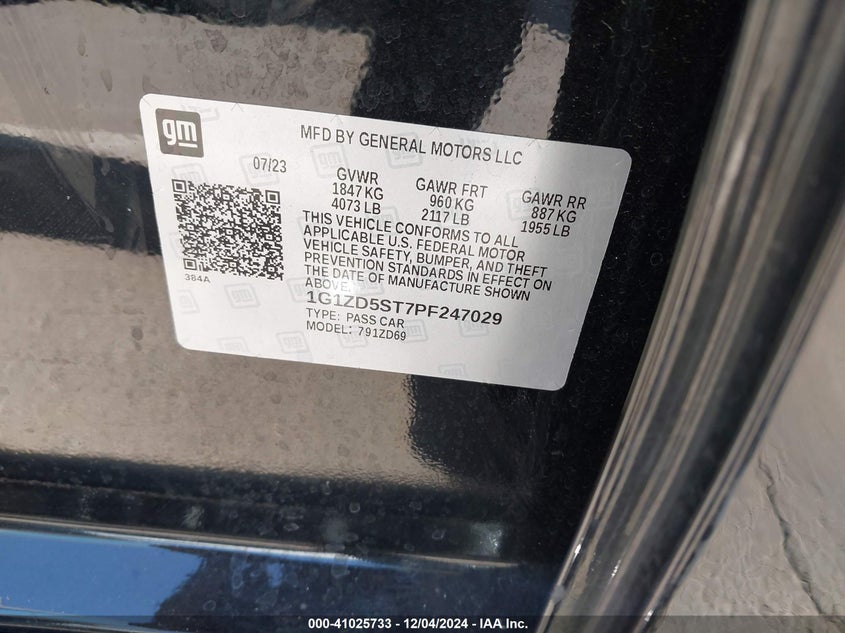 gm
MFD BY GENERAL MOTORS LLC
07/23
GVWR
1847 KG
4073 LB
GAWR FRT
960 KG
2117 LB
GAWR RR
887 KG
1955 LB
THIS VEHICLE CONFORMS TO ALL
APPLICABLE U.S. FEDERAL MOTOR
VEHICLE SAFETY, BUMPER, AND THEFT
PREVENTION STANDARDS IN EFFECT ON
THE DATE OF MANUFACTURE SHOWN
ABOVE.
384A
1G1ZD5ST7PF247029
TYPE: PASS CAR
MODEL: 791ZD69
000-41025733 - 12/04/2024 - IAA Inc.